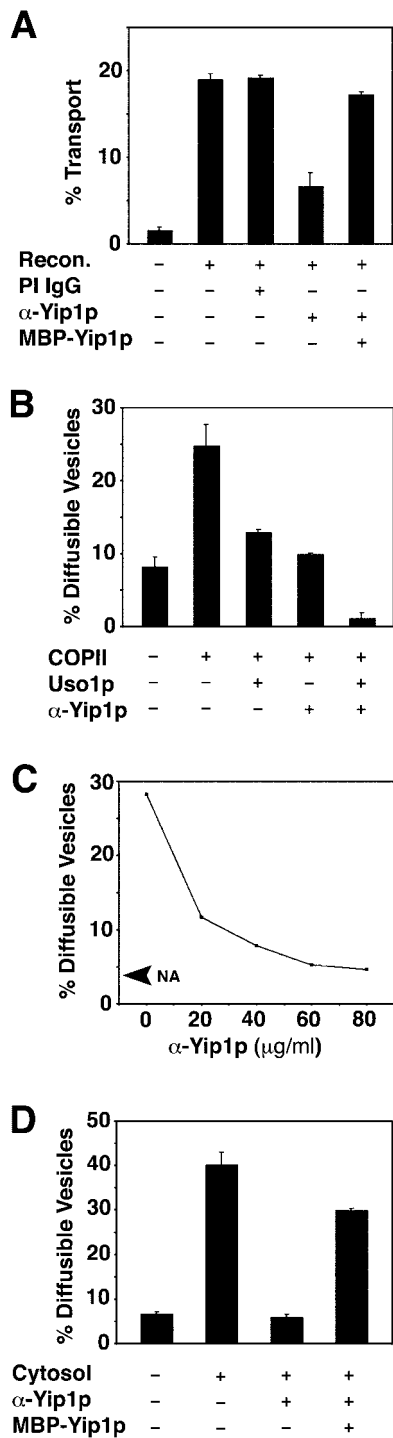 A
% Transport
20
10
0
Recon. – + + + +
PI IgG – – + – –
α-Yip1p – – – + +
MBP-Yip1p – – – – +
B
% Diffusible Vesicles
30
20
10
0
COPII – + + + +
Uso1p – – + – +
α-Yip1p – – – + +
C
% Diffusible Vesicles
30
20
10
0
NA
0 20 40 60 80
α-Yip1p (μg/ml)
D
% Diffusible Vesicles
50
40
30
20
10
0
Cytosol – + + +
α-Yip1p – – + +
MBP-Yip1p – – – +